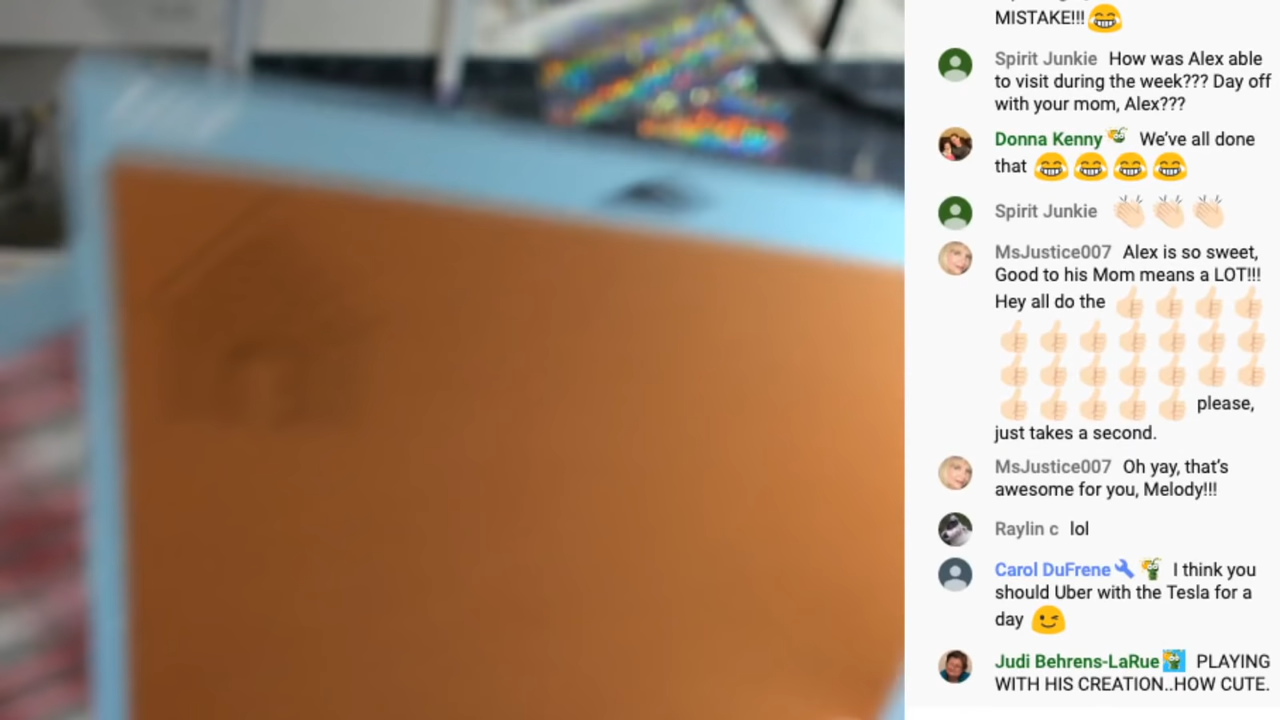 MISTAKE!!!😂
Spirit Junkie How was Alex able
to visit during the week??? Day off
with your mom, Alex???
Donna Kenny We've all done
that 😂😂😂😂
Spirit Junkie 👏🏻👏🏻👏🏻
MsJustice007 Alex is so sweet,
Good to his Mom means a LOT!!!
Hey all do the 👍🏻👍🏻👍🏻👍🏻
👍🏻👍🏻👍🏻👍🏻👍🏻👍🏻👍🏻
👍🏻👍🏻👍🏻👍🏻👍🏻👍🏻👍🏻
👍🏻👍🏻👍🏻👍🏻👍🏻 please,
just takes a second.
MsJustice007 Oh yay, that's
awesome for you, Melody!!!
Raylin c lol
Carol DuFrene I think you
should Uber with the Tesla for a
day 😉
Judi Behrens-LaRue PLAYING
WITH HIS CREATION..HOW CUTE.